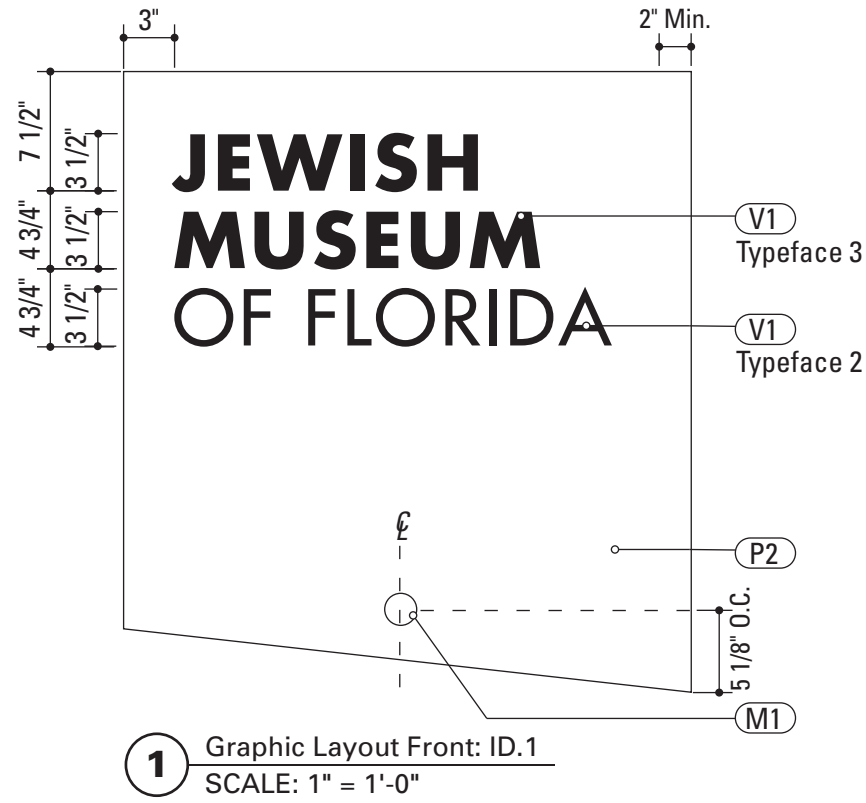 3"
2" Min.
7 1/2"
3 1/2"
JEWISH
4 3/4"
3 1/2"
MUSEUM
V1
Typeface 3
4 3/4"
3 1/2"
OF FLORIDA
V1
Typeface 2
℄
P2
5 1/8" O.C.
M1
1
Graphic Layout Front: ID.1
SCALE: 1" = 1'-0"